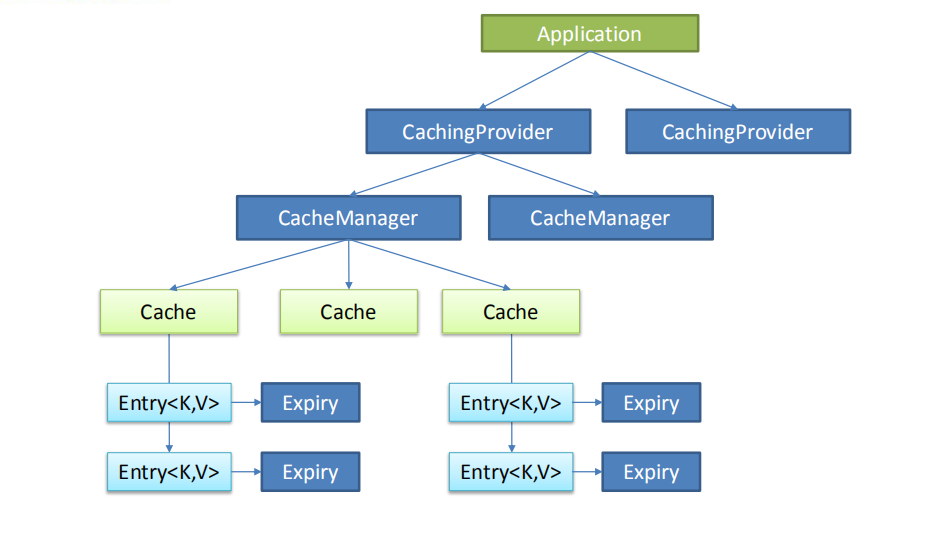 Application
CachingProvider
CachingProvider
CacheManager
CacheManager
Cache
Cache
Cache
Entry<K,V>
Expiry
Entry<K,V>
Expiry
Entry<K,V>
Expiry
Entry<K,V>
Expiry